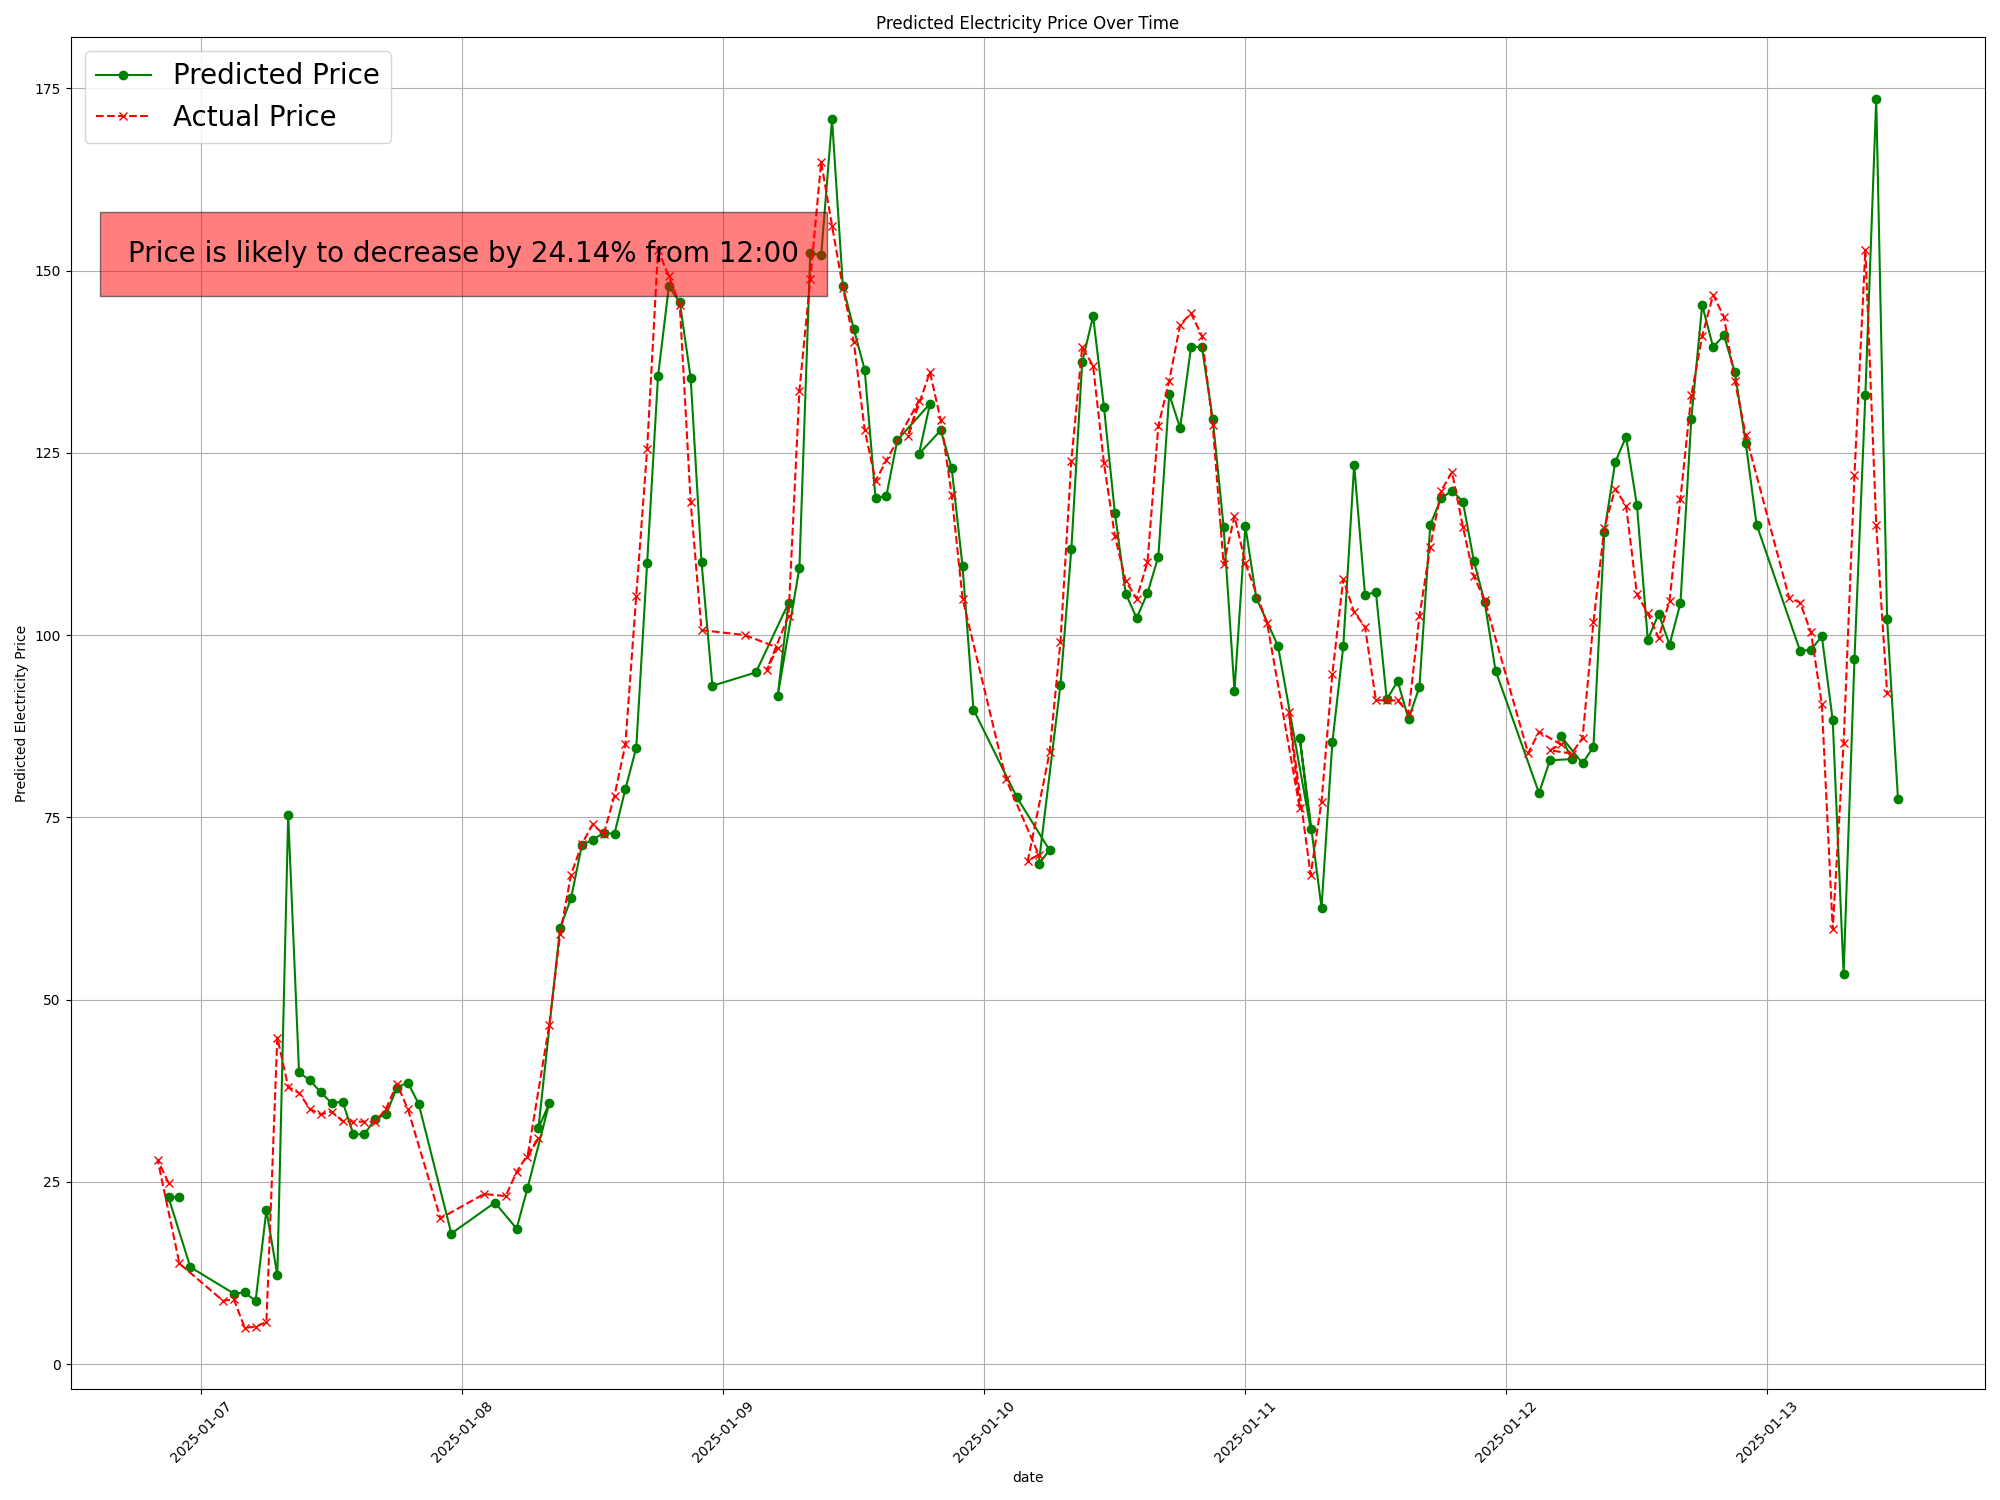 Predicted Electricity Price Over Time
Predicted Price
Actual Price
Price is likely to decrease by 24.14% from 12:00
Predicted Electricity Price
175
150
125
100
75
50
25
0
2025-01-07
2025-01-08
2025-01-09
2025-01-10
2025-01-11
2025-01-12
2025-01-13
date